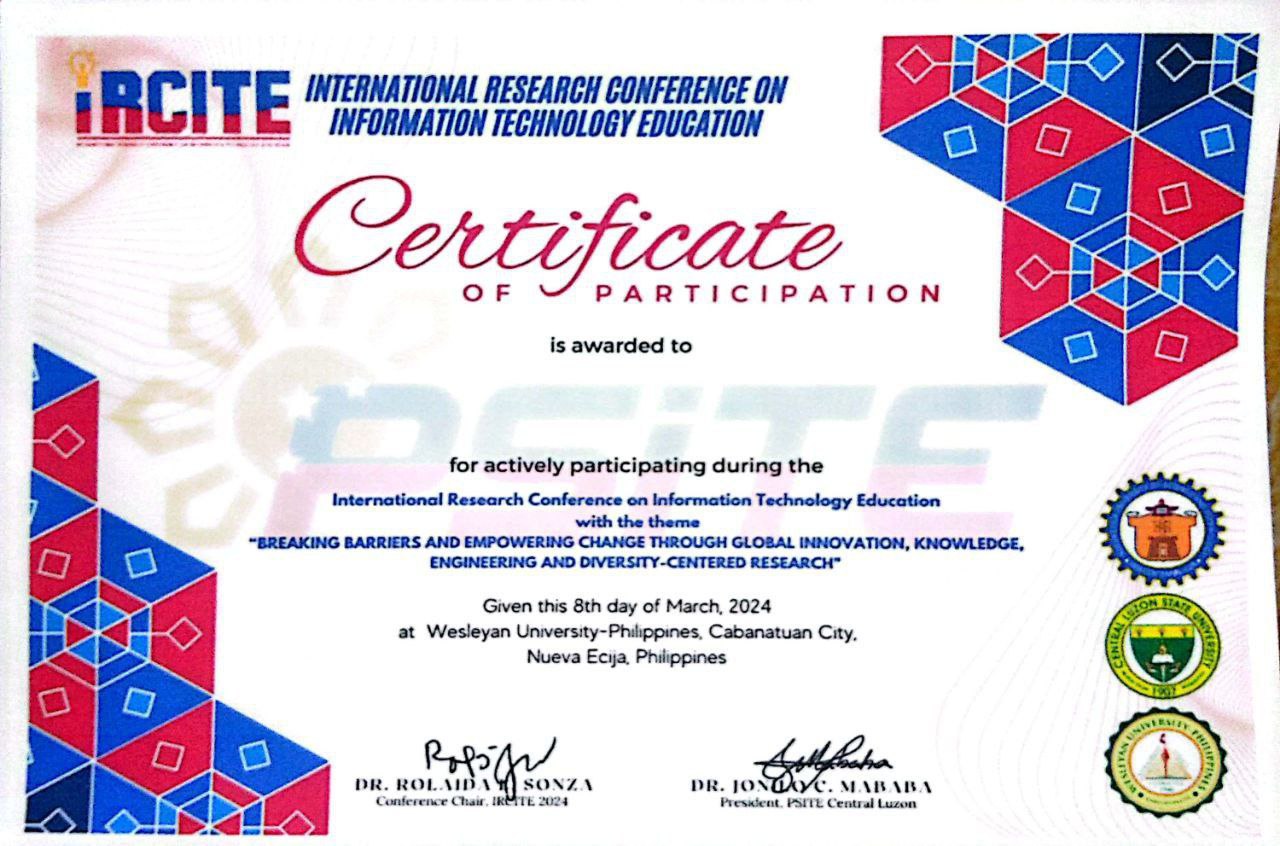 iRCITE
INTERNATIONAL RESEARCH CONFERENCE ON
INFORMATION TECHNOLOGY EDUCATION
Certificate
OF PARTICIPATION
is awarded to
PSiTE
for actively participating during the
International Research Conference on Information Technology Education
with the theme
"BREAKING BARRIERS AND EMPOWERING CHANGE THROUGH GLOBAL INNOVATION, KNOWLEDGE,
ENGINEERING AND DIVERSITY-CENTERED RESEARCH"
Given this 8th day of March, 2024
at Wesleyan University-Philippines, Cabanatuan City,
Nueva Ecija, Philippines
CENTRAL LUZON STATE UNIVERSITY
1907
WESLEYAN UNIVERSITY-PHILIPPINES
DR. ROLAIDA SONZA
Conference Chair, IRCITE 2024
DR. C. MABABA
President, PSITE Central Luzon